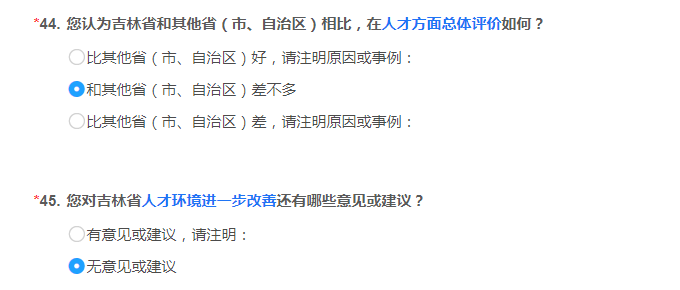 *44. 您认为吉林省和其他省（市、自治区）相比，在人才方面总体评价如何？
比其他省（市、自治区）好，请注明原因或事例：
和其他省（市、自治区）差不多
比其他省（市、自治区）差，请注明原因或事例：
*45. 您对吉林省人才环境进一步改善还有哪些意见或建议？
有意见或建议，请注明：
无意见或建议